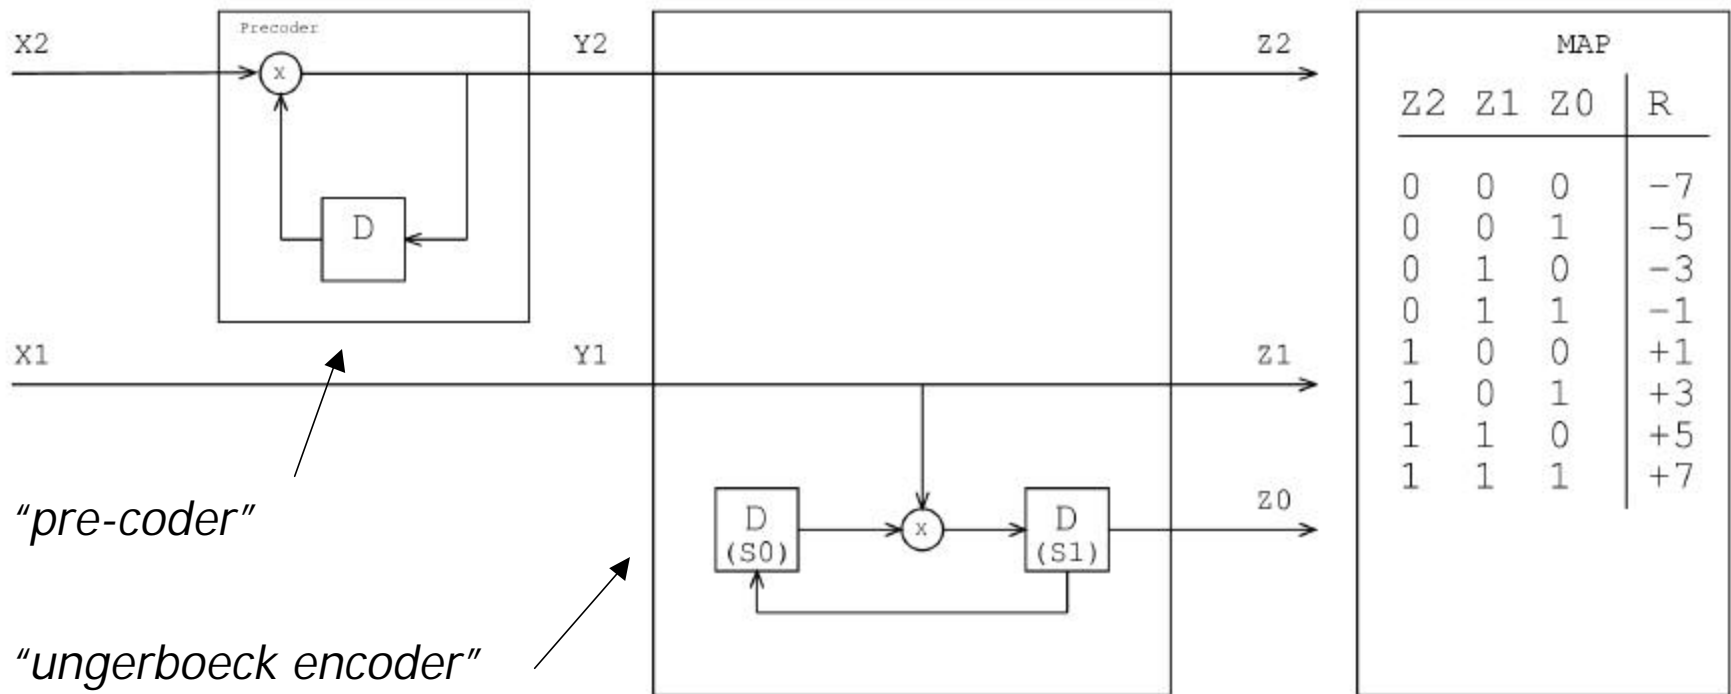 Precoder
X2
X
Y2
Z2
D
X1
Y1
Z1
D
(S0)
X
D
(S1)
Z0
"pre-coder"
"ungerboeck encoder"
MAP
Z2 Z1 Z0 R
0 0 0 -7
0 0 1 -5
0 1 0 -3
0 1 1 -1
1 0 0 +1
1 0 1 +3
1 1 0 +5
1 1 1 +7